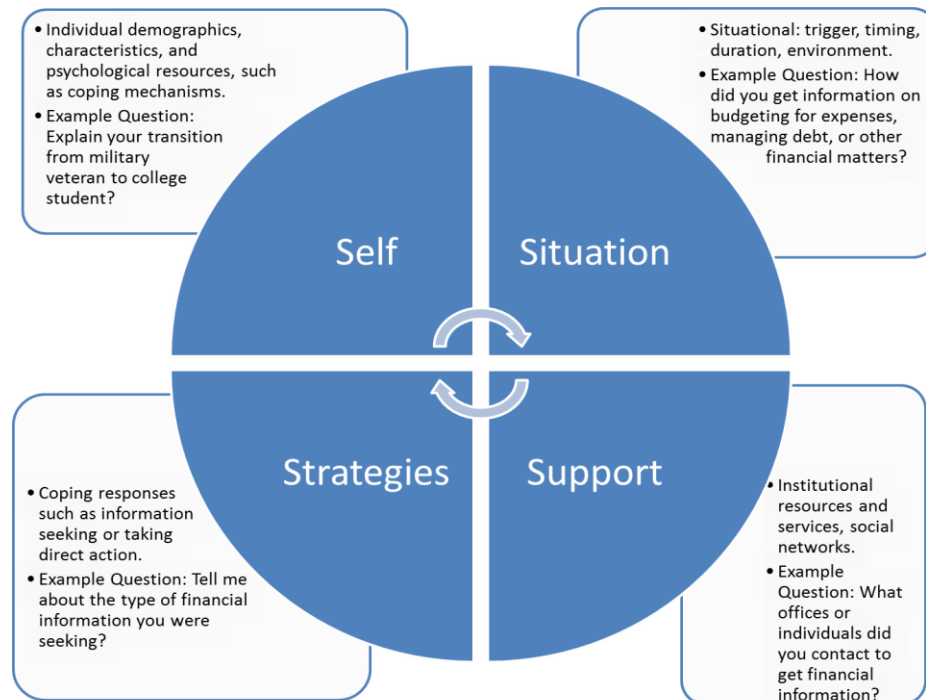 • Individual demographics,
characteristics, and
psychological resources, such
as coping mechanisms.
• Example Question:
Explain your transition
from military
veteran to college
student?
• Situational: trigger, timing,
duration, environment.
• Example Question: How
did you get information on
budgeting for expenses,
managing debt, or other
financial matters?
Self
Situation
Strategies
Support
• Coping responses
such as information
seeking or taking
direct action.
• Example Question: Tell me
about the type of financial
information you were
seeking?
• Institutional
resources and
services, social
networks.
• Example
Question: What
offices or
individuals did
you contact to
get financial
information?